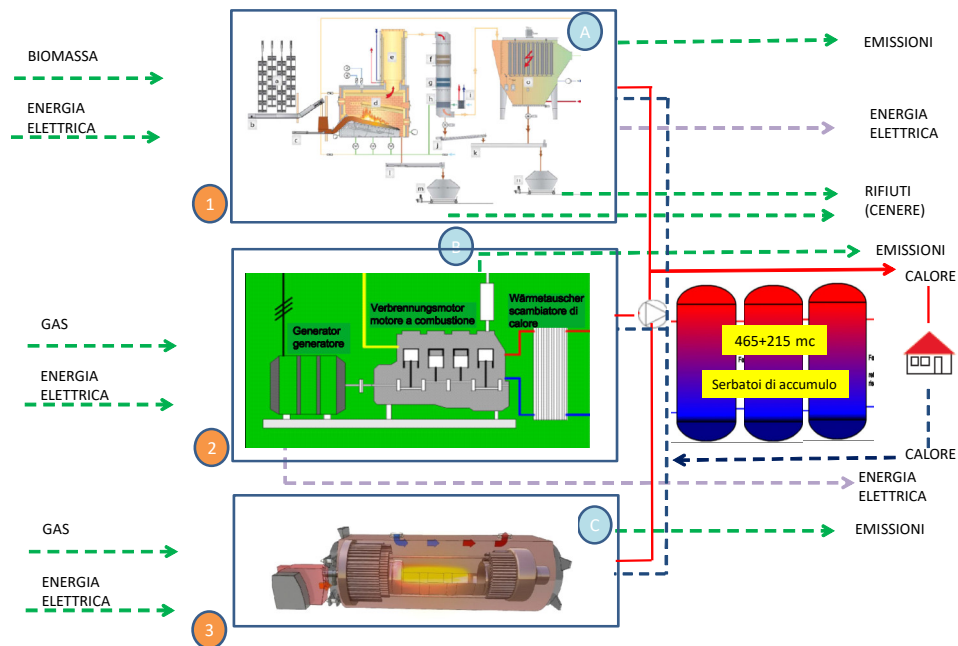 A
EMISSIONI
BIOMASSA
ENERGIA
ELETTRICA
ENERGIA
ELETTRICA
b
c
d
e
f
g
h
i
j
k
l
m
1
RIFIUTI
(CENERE)
B
EMISSIONI
CALORE
GAS
ENERGIA
ELETTRICA
Generator
generatore
Verbrennungsmotor
motore a combustione
Wärmetauscher
scambiatore di
calore
465+215 mc
Serbatoi di accumulo
2
CALORE
ENERGIA
ELETTRICA
GAS
ENERGIA
ELETTRICA
C
EMISSIONI
3